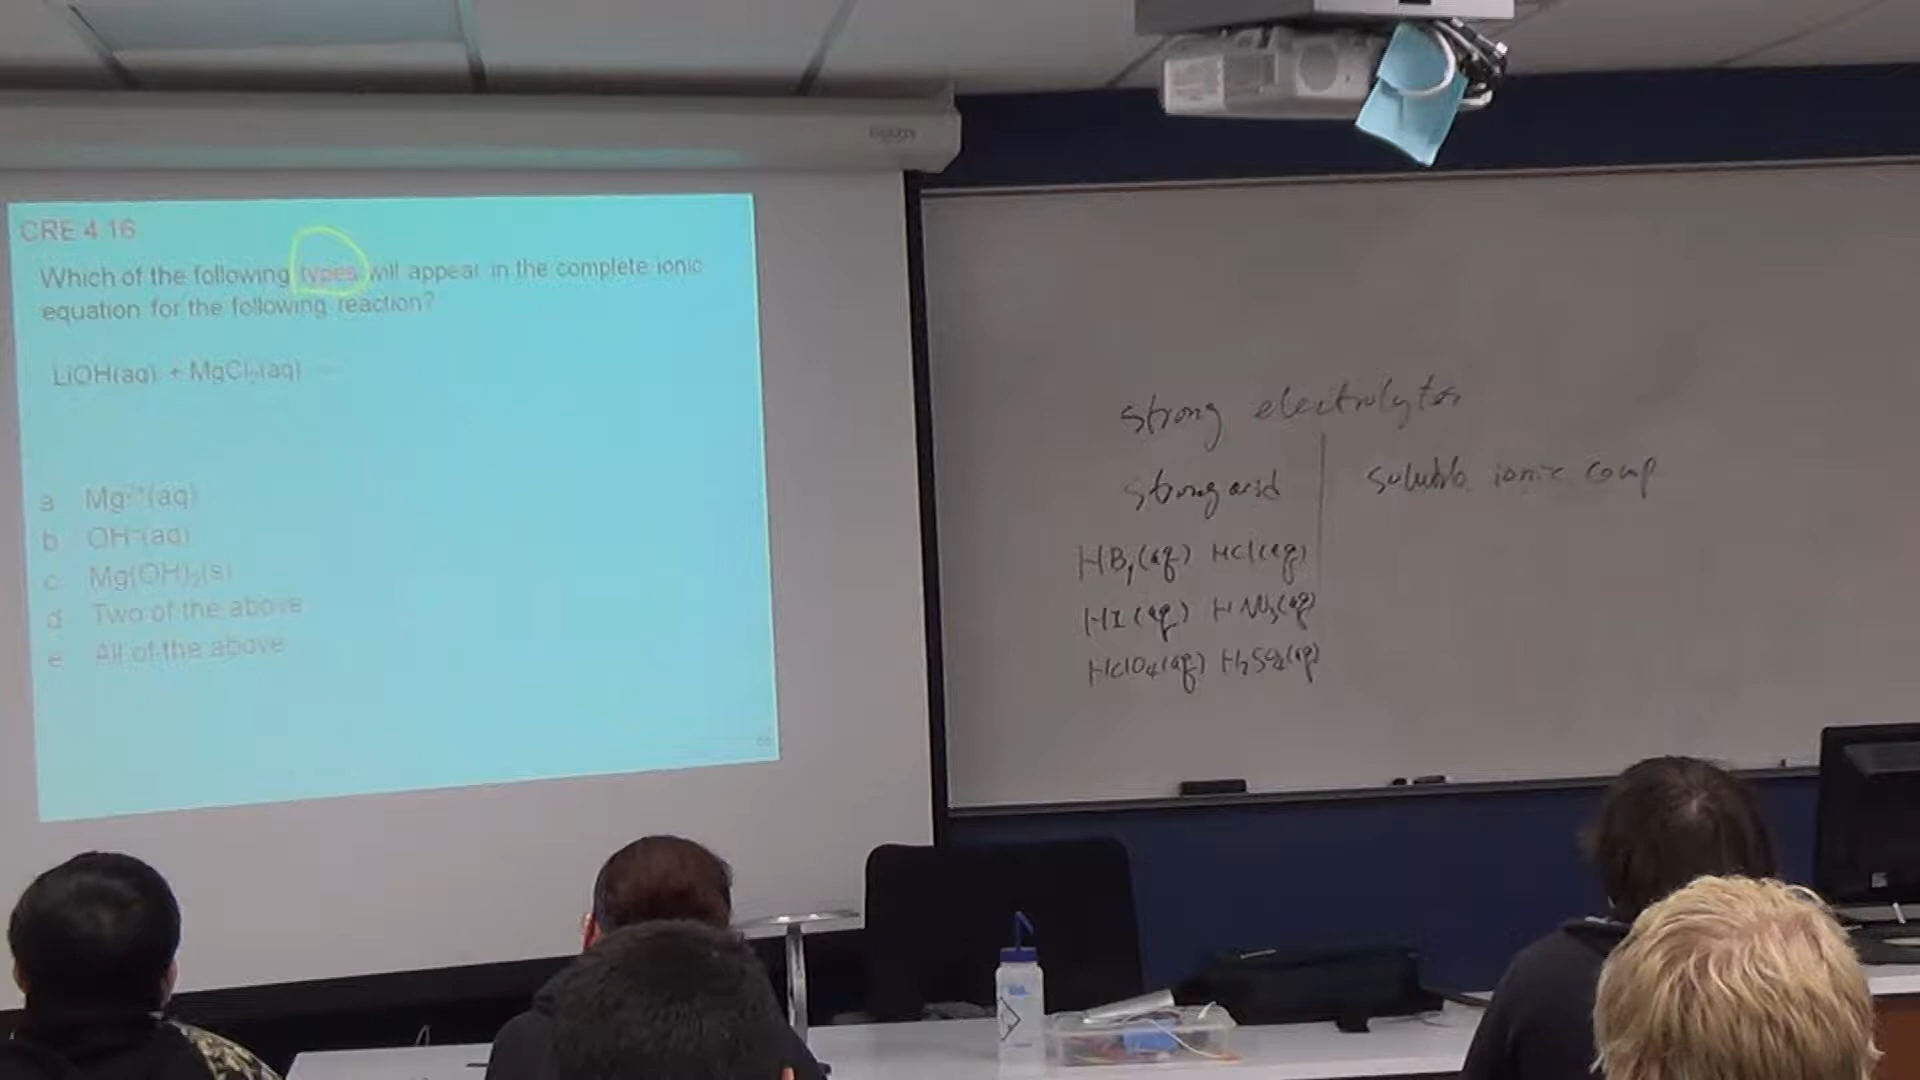 CRE 4.16
Which of the following types will appear in the complete ionic
equation for the following reaction?
LiOH(aq) + MgCl₂(aq)
a Mg²⁺(aq)
b OH⁻(aq)
c Mg(OH)₂(s)
d Two of the above
e All of the above
strong electrolytes
strong acid | soluble ionic comp
HBr(aq) HCl(aq)
HI(aq) HNO₃(aq)
HClO₄(aq) H₂SO₄(aq)